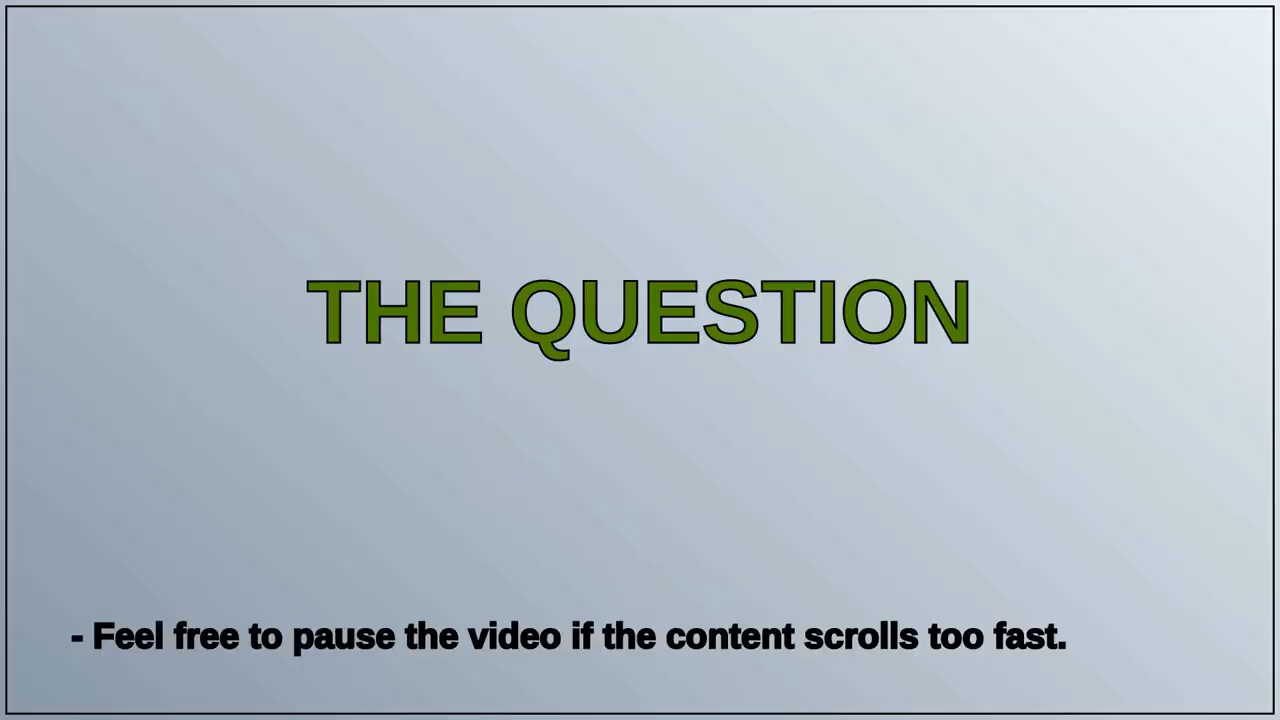 THE QUESTION
- Feel free to pause the video if the content scrolls too fast.